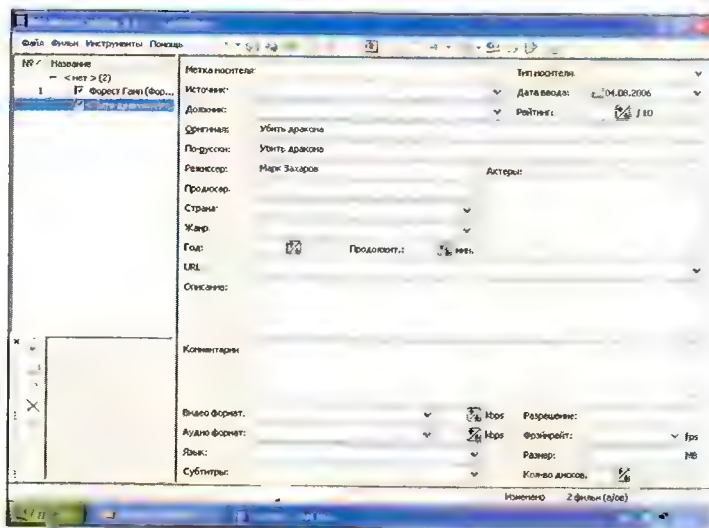 Файл Фильм Инструменты Помощь
№ Название
<нет> (2)
1 Форест Гамп (Фор...
Метка носителя:
Тип носителя:
Источник:
Дата ввода: 04.08.2006
Должник:
Рейтинг: / 10
Оригинал: Убить дракона
По-русски: Убить дракона
Режиссер: Марк Захаров
Актеры:
Продюсер:
Страна:
Жанр:
Год:
Продолжит.: мин.
URL
Описание:
Комментарии
Видео формат: kbps
Разрешение:
Аудио формат: kbps
Фрэймрейт: fps
Язык:
Размер: MB
Субтитры:
Кол-во дисков:
Изменено 2 фильм (а/ов)